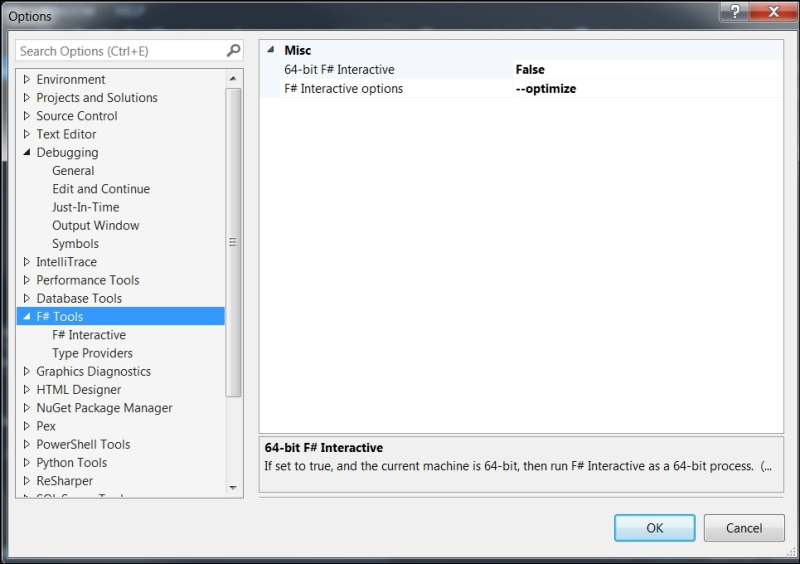 Options
Search Options (Ctrl+E)
Environment
Projects and Solutions
Source Control
Text Editor
Debugging
General
Edit and Continue
Just-In-Time
Output Window
Symbols
IntelliTrace
Performance Tools
Database Tools
F# Tools
F# Interactive
Type Providers
Graphics Diagnostics
HTML Designer
NuGet Package Manager
Pex
PowerShell Tools
Python Tools
ReSharper
Misc
64-bit F# Interactive False
F# Interactive options --optimize
64-bit F# Interactive
If set to true, and the current machine is 64-bit, then run F# Interactive as a 64-bit process. (...
OK
Cancel